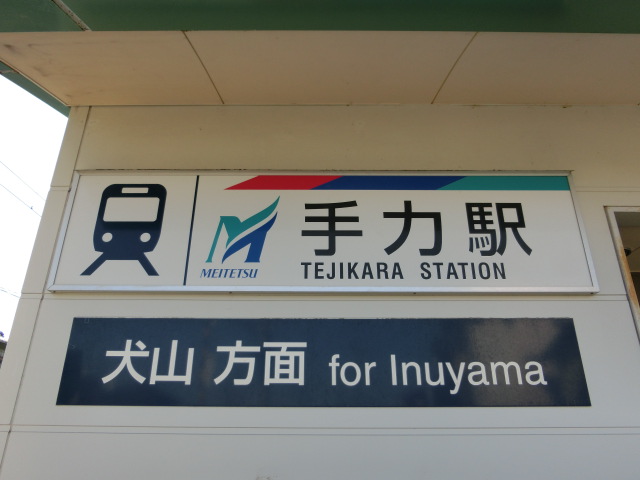 手力駅
MEITETSU TEJIKARA STATION
犬山 方面 for Inuyama